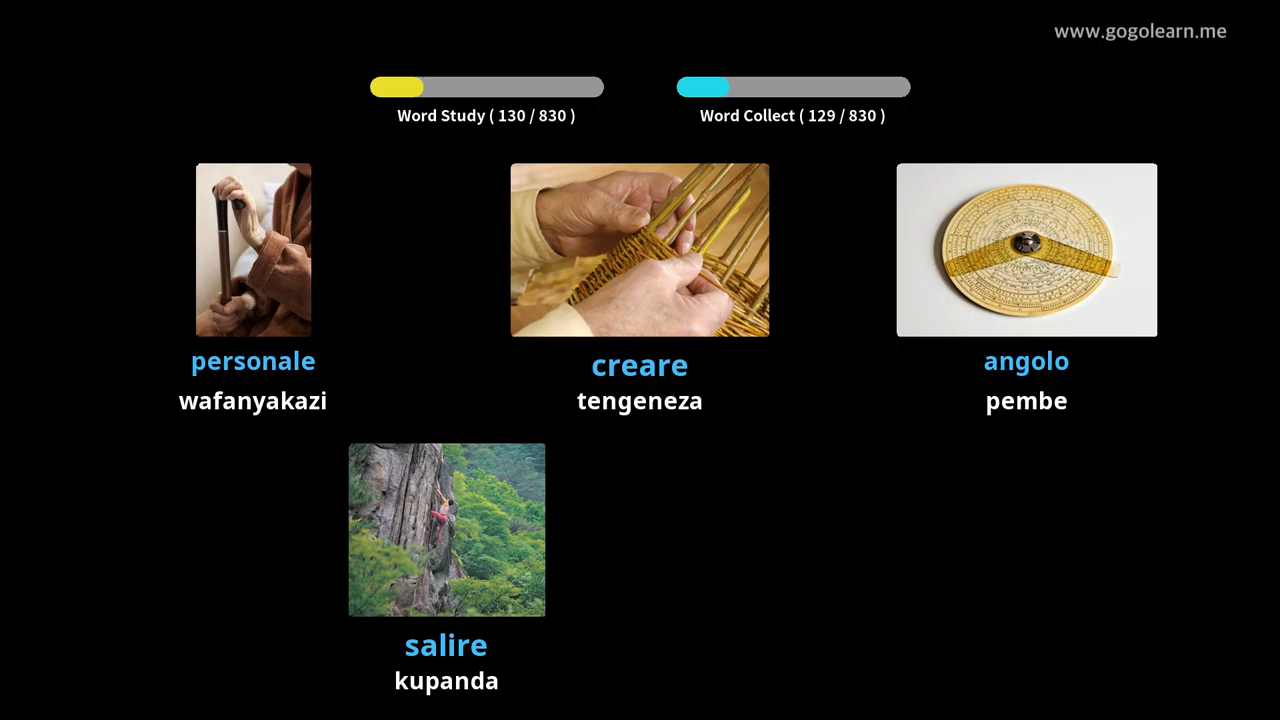 www.gogolearn.me
Word Study ( 130 / 830 )
Word Collect ( 129 / 830 )
personale
wafanyakazi
creare
tengeneza
angolo
pembe
salire
kupanda